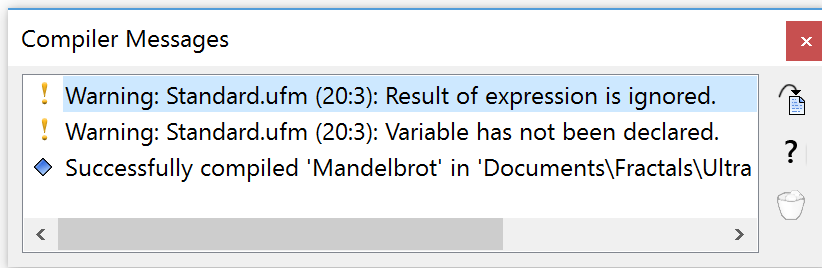 Compiler Messages
Warning: Standard.ufm (20:3): Result of expression is ignored.
Warning: Standard.ufm (20:3): Variable has not been declared.
Successfully compiled 'Mandelbrot' in 'Documents\Fractals\Ultra
?